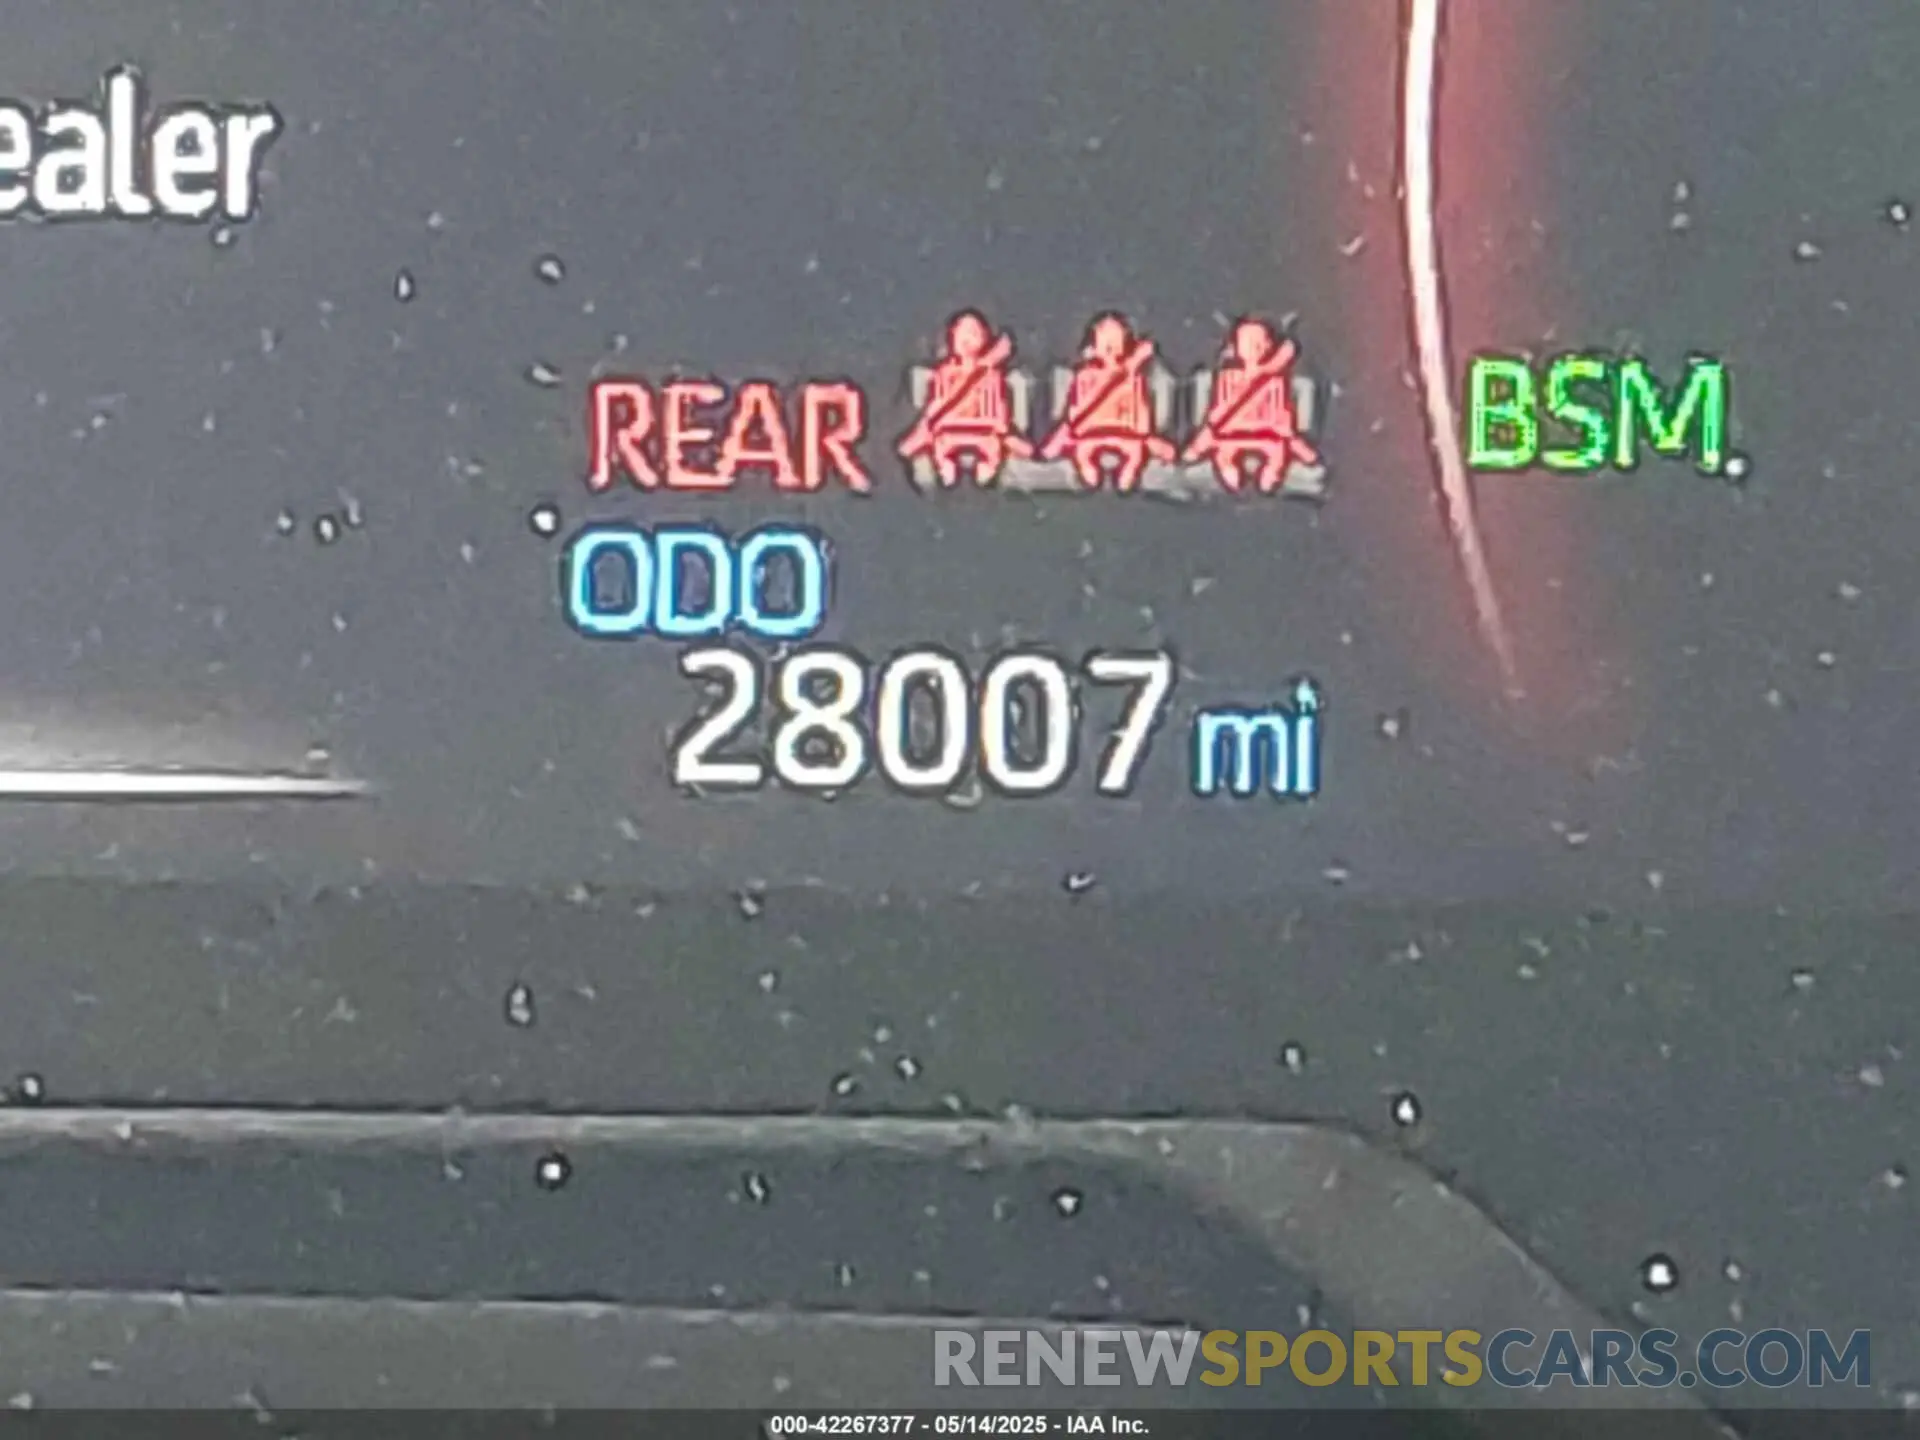 ealer
REAR
BSM
ODO
28007 mi
RENEWSPORTSCARS.COM
000-42267377 - 05/14/2025 - IAA Inc.